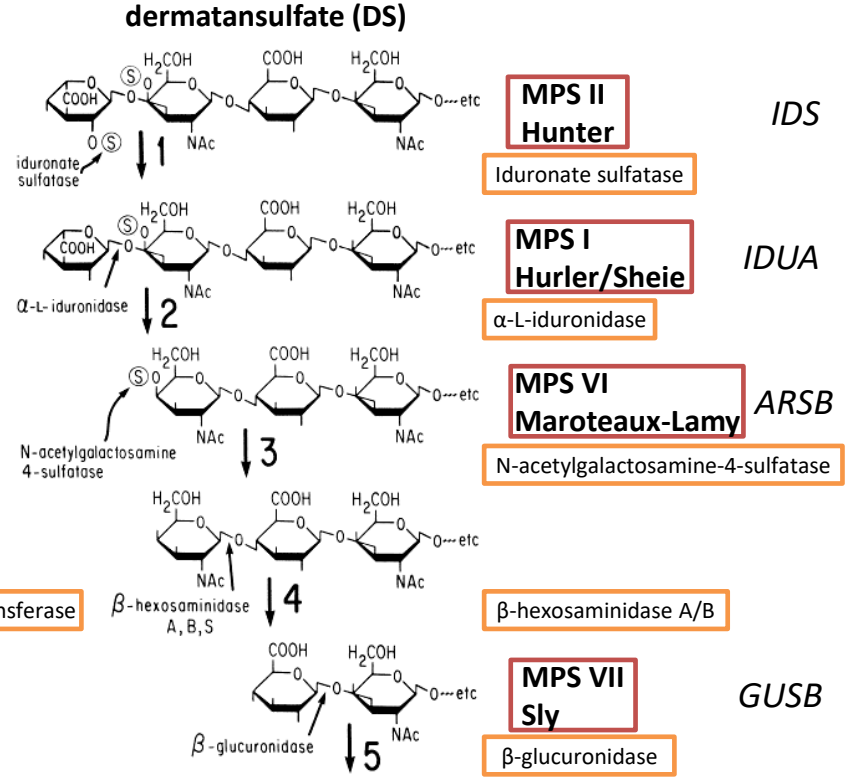 dermatansulfate (DS)
H₂COH COOH H₂COH
Ⓢ O
COOH O O O O O---etc
OⓈ NAc NAc
iduronate
sulfatase
1
MPS II
Hunter
IDS
Iduronate sulfatase
H₂COH COOH H₂COH
Ⓢ O
COOH O O O O O---etc
NAc NAc
α-L-iduronidase
2
MPS I
Hurler/Sheie
IDUA
α-L-iduronidase
H₂COH COOH H₂COH
ⓈO O O O O O---etc
NAc NAc
N-acetylgalactosamine
4-sulfatase
3
MPS VI
Maroteaux-Lamy
ARSB
N-acetylgalactosamine-4-sulfatase
H₂COH COOH H₂COH
O O O O O O---etc
NAc NAc
nsferase
β-hexosaminidase
A, B, S
4
β-hexosaminidase A/B
COOH H₂COH
O O O O---etc
NAc
β-glucuronidase
5
MPS VII
Sly
GUSB
β-glucuronidase